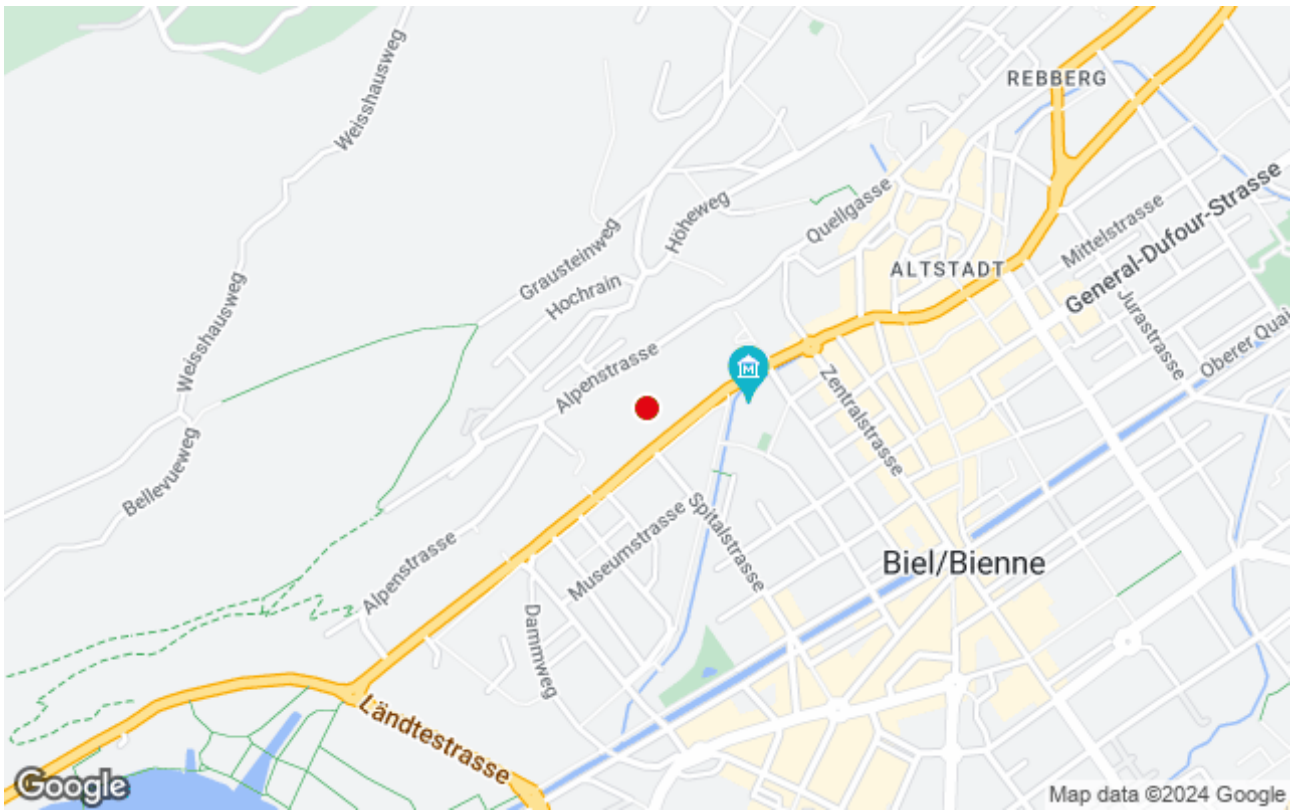 REBBERG
Weisshausweg
Quellgasse
Höheweg
Mittelstrasse
General-Dufour-Strasse
Grausteinweg
ALTSTADT
Hochrain
Jurastrasse
Oberer Quai
Weisshausweg
Alpenstrasse
M
Zentralstrasse
Bellevueweg
Spitalstrasse
Museumstrasse
Biel/Bienne
Alpenstrasse
Dammweg
Ländtestrasse
Google
Map data ©2024 Google